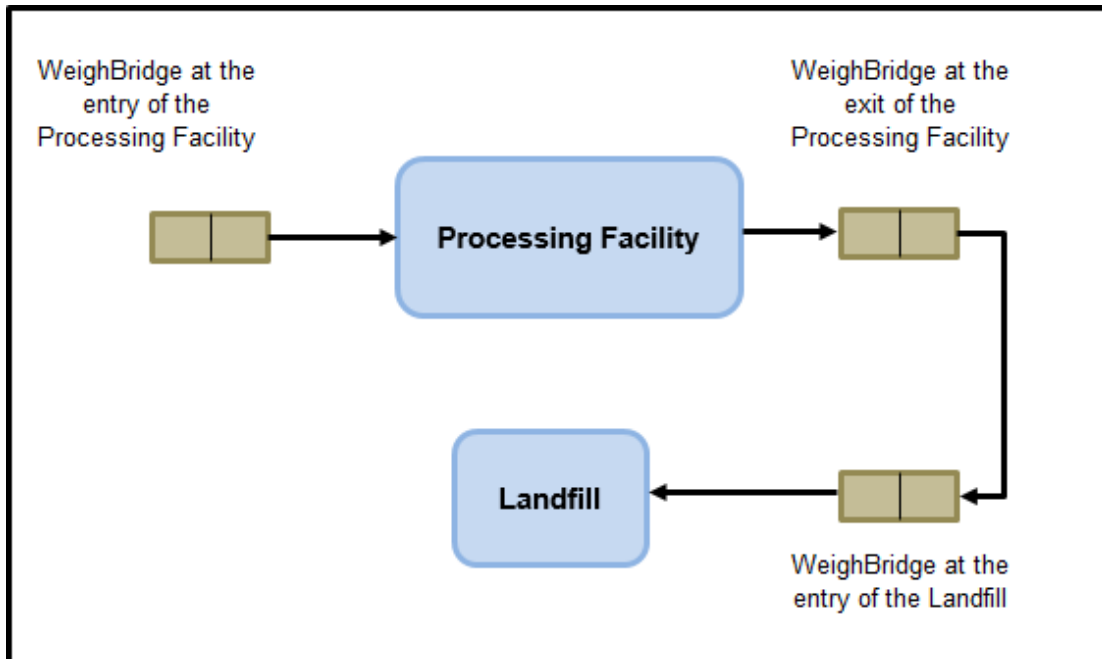 WeighBridge at the
entry of the
Processing Facility
WeighBridge at the
exit of the
Processing Facility
Processing Facility
Landfill
WeighBridge at the
entry of the Landfill